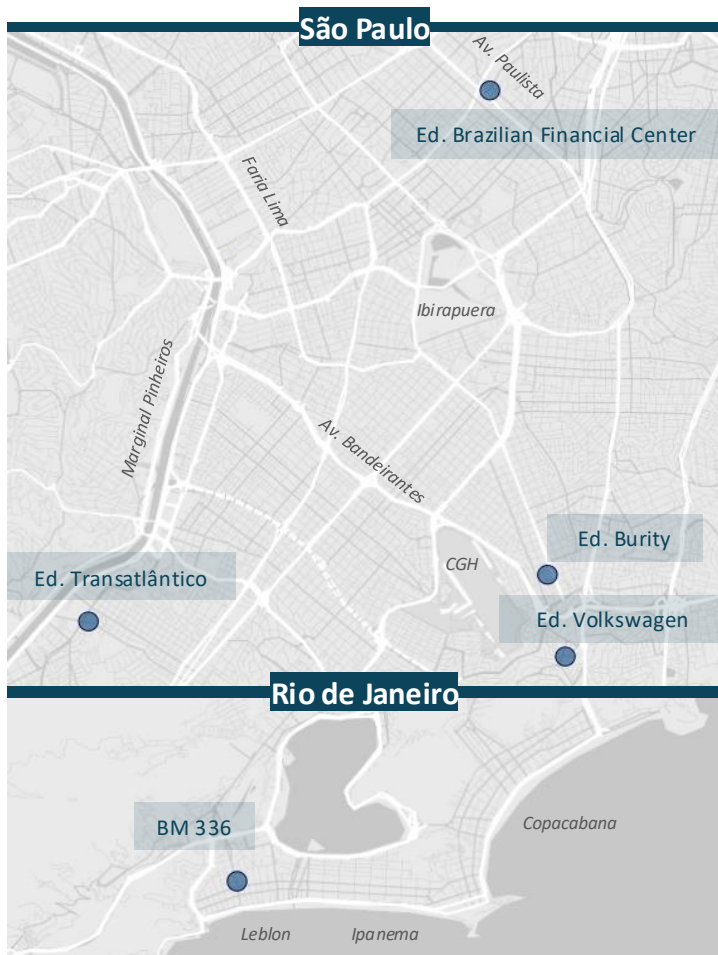 São Paulo
Av. Paulista
Ed. Brazilian Financial Center
Faria Lima
Ibirapuera
Marginal Pinheiros
Av. Bandeirantes
Ed. Burity
CGH
Ed. Transatlântico
Ed. Volkswagen
Rio de Janeiro
BM 336
Copacabana
Leblon
Ipanema